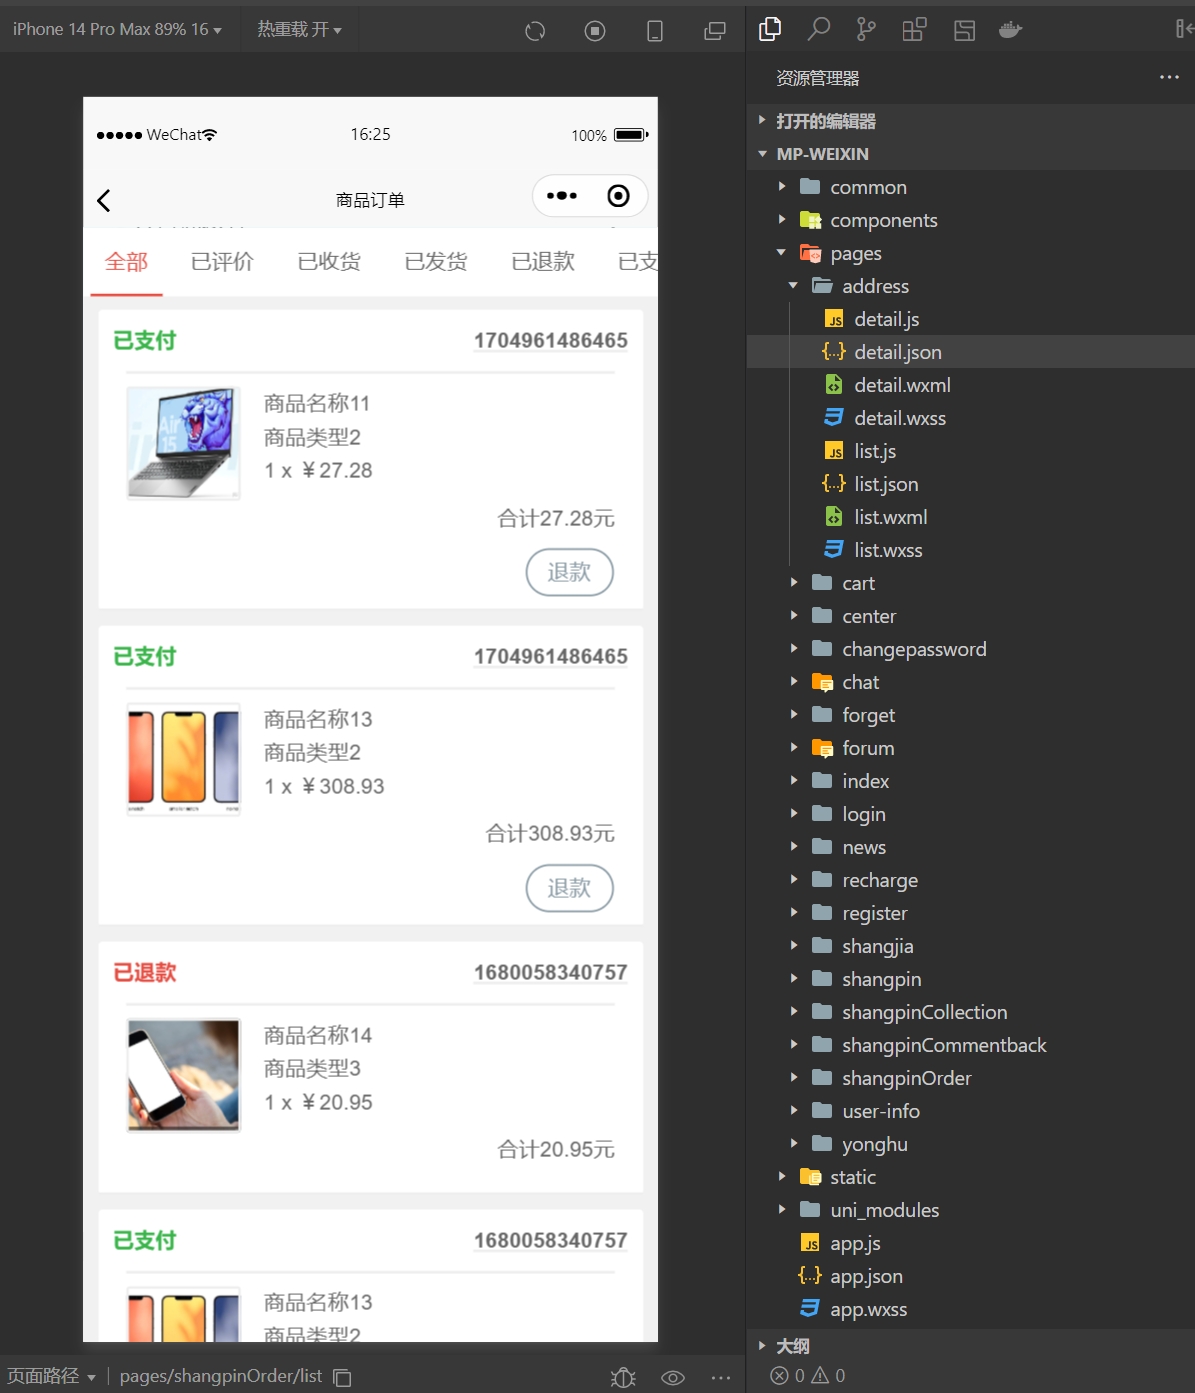 iPhone 14 Pro Max 89% 16
热重载 开
WeChat
16:25
100%
商品订单
全部
已评价
已收货
已发货
已退款
已支
已支付
1704961486465
商品名称11
商品类型2
1 x ￥27.28
合计27.28元
退款
已支付
1704961486465
商品名称13
商品类型2
1 x ￥308.93
合计308.93元
退款
已退款
1680058340757
商品名称14
商品类型3
1 x ￥20.95
合计20.95元
已支付
1680058340757
商品名称13
商品类型2
页面路径
pages/shangpinOrder/list
资源管理器
打开的编辑器
MP-WEIXIN
common
components
pages
address
detail.js
detail.json
detail.wxml
detail.wxss
list.js
list.json
list.wxml
list.wxss
cart
center
changepassword
chat
forget
forum
index
login
news
recharge
register
shangjia
shangpin
shangpinCollection
shangpinCommentback
shangpinOrder
user-info
yonghu
static
uni_modules
app.js
app.json
app.wxss
大纲
0
0